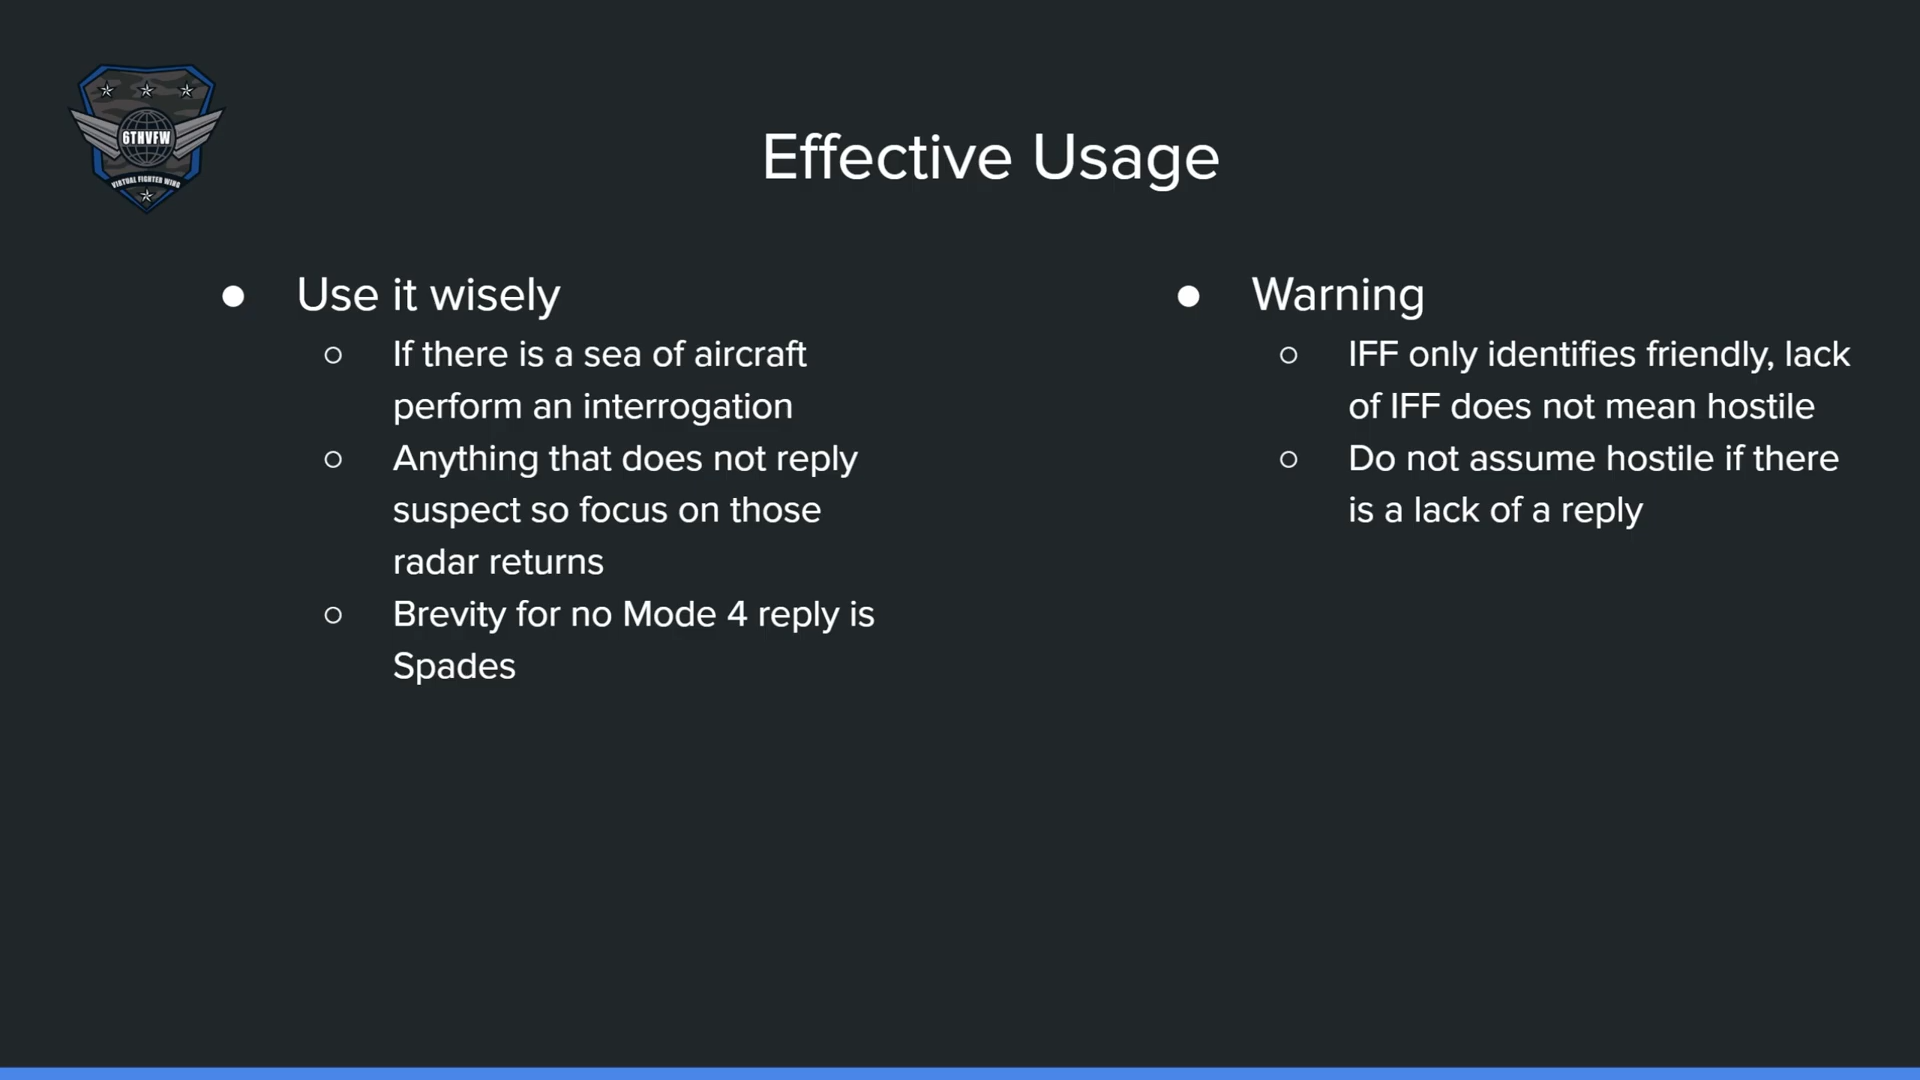 6THVFW
VIRTUAL FIGHTER WING
Effective Usage
● Use it wisely
○ If there is a sea of aircraft
perform an interrogation
○ Anything that does not reply
suspect so focus on those
radar returns
○ Brevity for no Mode 4 reply is
Spades
● Warning
○ IFF only identifies friendly, lack
of IFF does not mean hostile
○ Do not assume hostile if there
is a lack of a reply